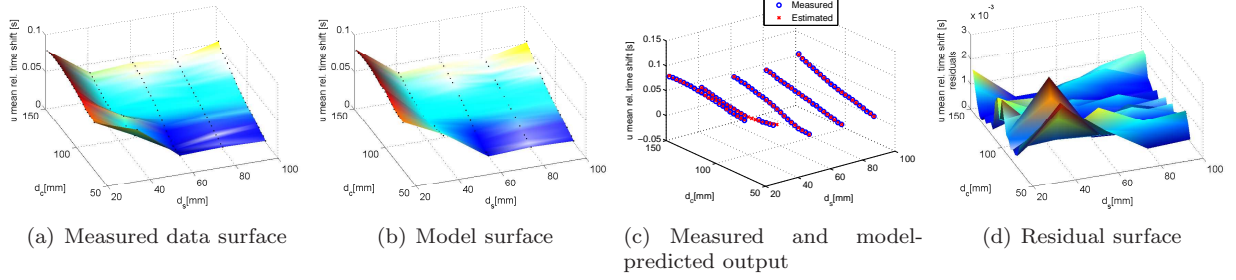 u mean rel. time shift [s]
0.1
0.05
0
150
100
50
d_c[mm]
20
40
60
80
100
d_s[mm]
(a) Measured data surface
u mean rel. time shift [s]
0.1
0.05
0
150
100
50
d_c[mm]
20
40
60
80
100
d_s[mm]
(b) Model surface
Measured
Estimated
u mean rel. time shift [s]
0.15
0.1
0.05
0
−0.05
150
100
50
d_c[mm]
20
40
60
80
100
d_s[mm]
(c) Measured and model-
predicted output
x 10^−3
u mean rel. time shift [s]
residuals
3
2
1
0
150
100
50
d_c[mm]
20
40
60
80
100
d_s[mm]
(d) Residual surface